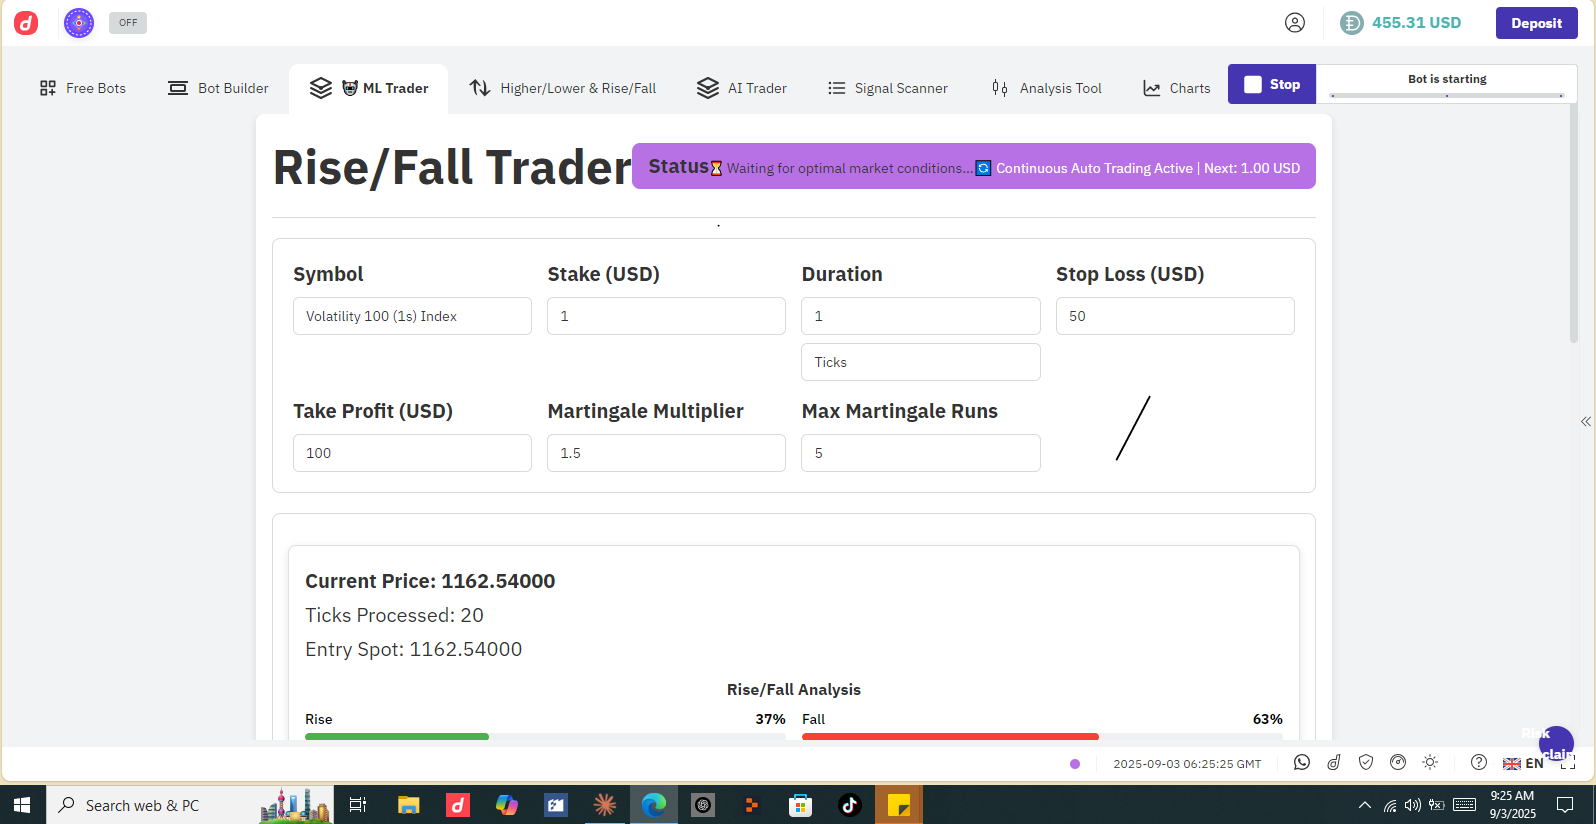 OFF
455.31 USD
Deposit
Free Bots
Bot Builder
ML Trader
Higher/Lower & Rise/Fall
AI Trader
Signal Scanner
Analysis Tool
Charts
Stop
Bot is starting
Rise/Fall Trader
Status⏳ Waiting for optimal market conditions...🔄 Continuous Auto Trading Active | Next: 1.00 USD
Symbol
Stake (USD)
Duration
Stop Loss (USD)
Volatility 100 (1s) Index
1
1
50
Ticks
Take Profit (USD)
Martingale Multiplier
Max Martingale Runs
100
1.5
5
Current Price: 1162.54000
Ticks Processed: 20
Entry Spot: 1162.54000
Rise/Fall Analysis
Rise
37%
Fall
63%
2025-09-03 06:25:25 GMT
EN
Search web & PC
9:25 AM
9/3/2025